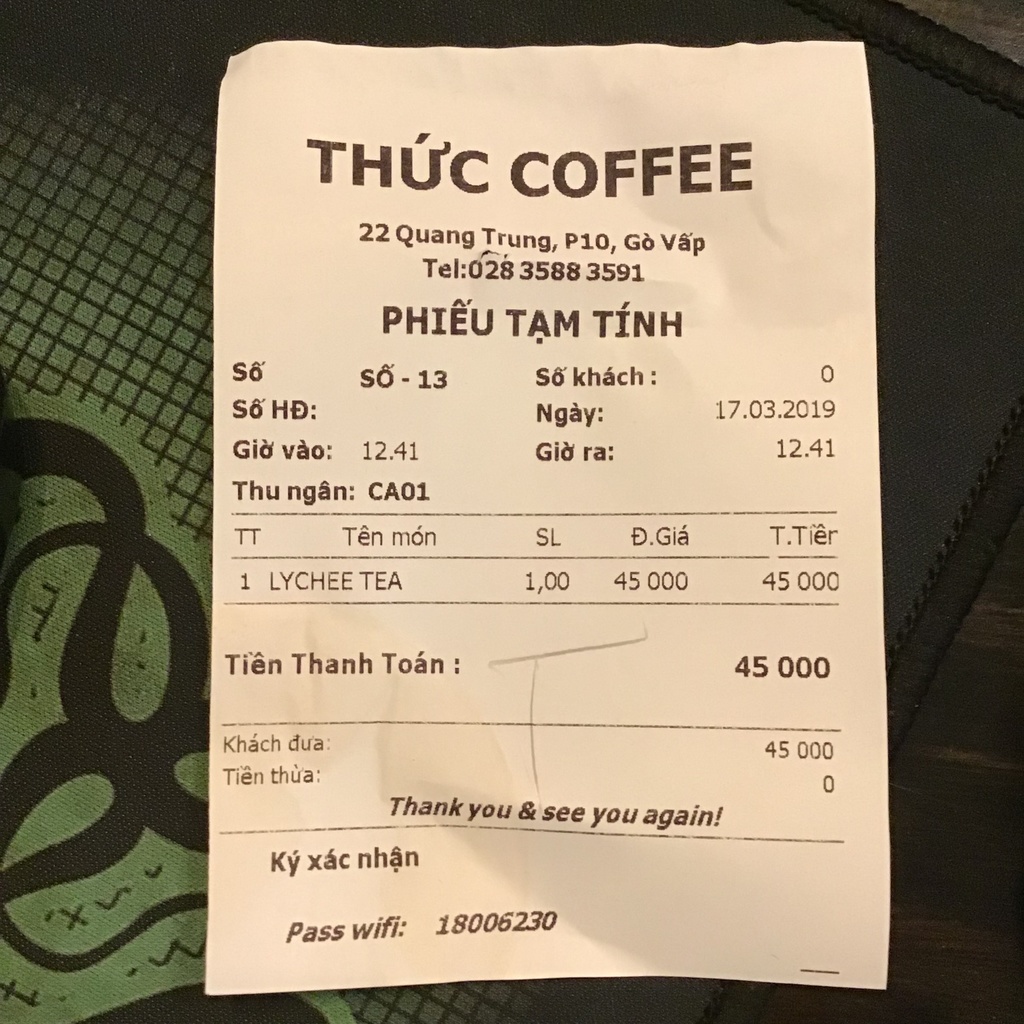 THỨC COFFEE
22 Quang Trung, P10, Gò Vấp
Tel:028 3588 3591
PHIẾU TẠM TÍNH
Số SỐ - 13 Số khách : 0
Số HĐ: Ngày: 17.03.2019
Giờ vào: 12.41 Giờ ra: 12.41
Thu ngân: CA01
TT Tên món SL Đ.Giá T.Tiền
1 LYCHEE TEA 1,00 45 000 45 000
Tiền Thanh Toán : 45 000
Khách đưa: 45 000
Tiền thừa: 0
Thank you & see you again!
Ký xác nhận
Pass wifi: 18006230